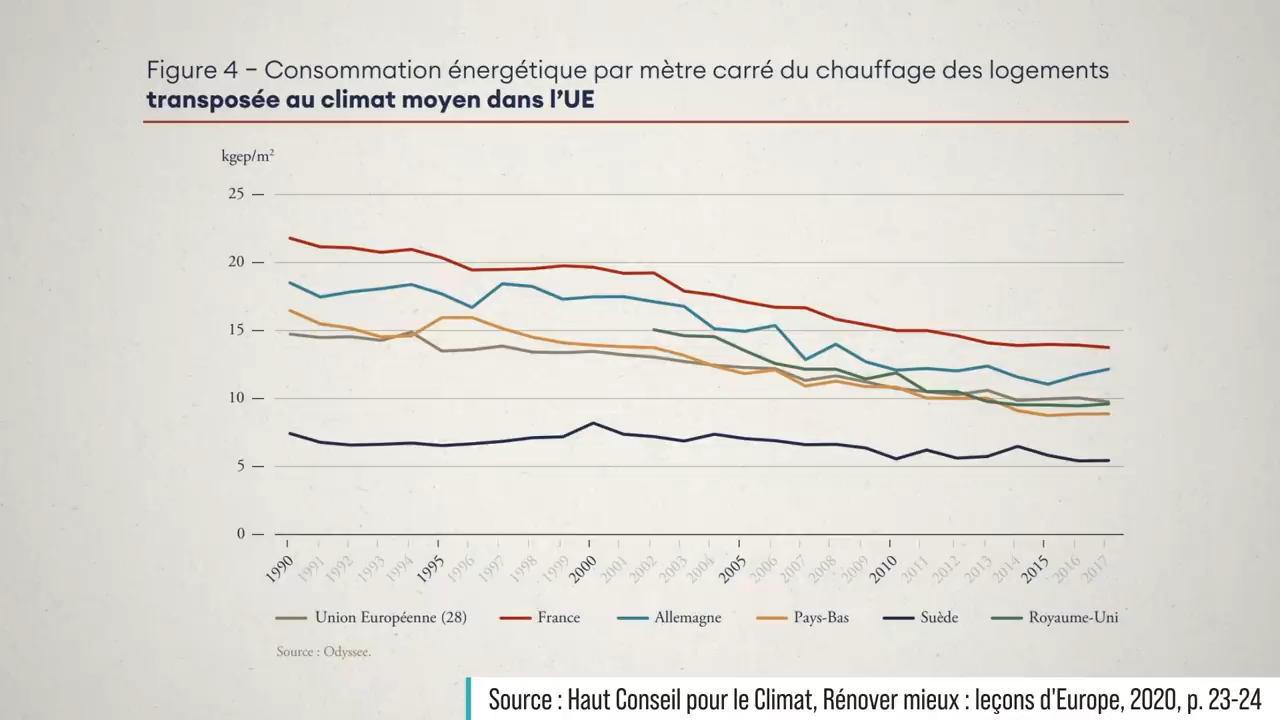 Figure 4 – Consommation énergétique par mètre carré du chauffage des logements
transposée au climat moyen dans l'UE
kgep/m²
25
20
15
10
5
0
1990 1991 1992 1993 1994 1995 1996 1997 1998 1999 2000 2001 2002 2003 2004 2005 2006 2007 2008 2009 2010 2011 2012 2013 2014 2015 2016 2017
Union Européenne (28) France Allemagne Pays-Bas Suède Royaume-Uni
Source : Odyssee.
Source : Haut Conseil pour le Climat, Rénover mieux : leçons d'Europe, 2020, p. 23-24